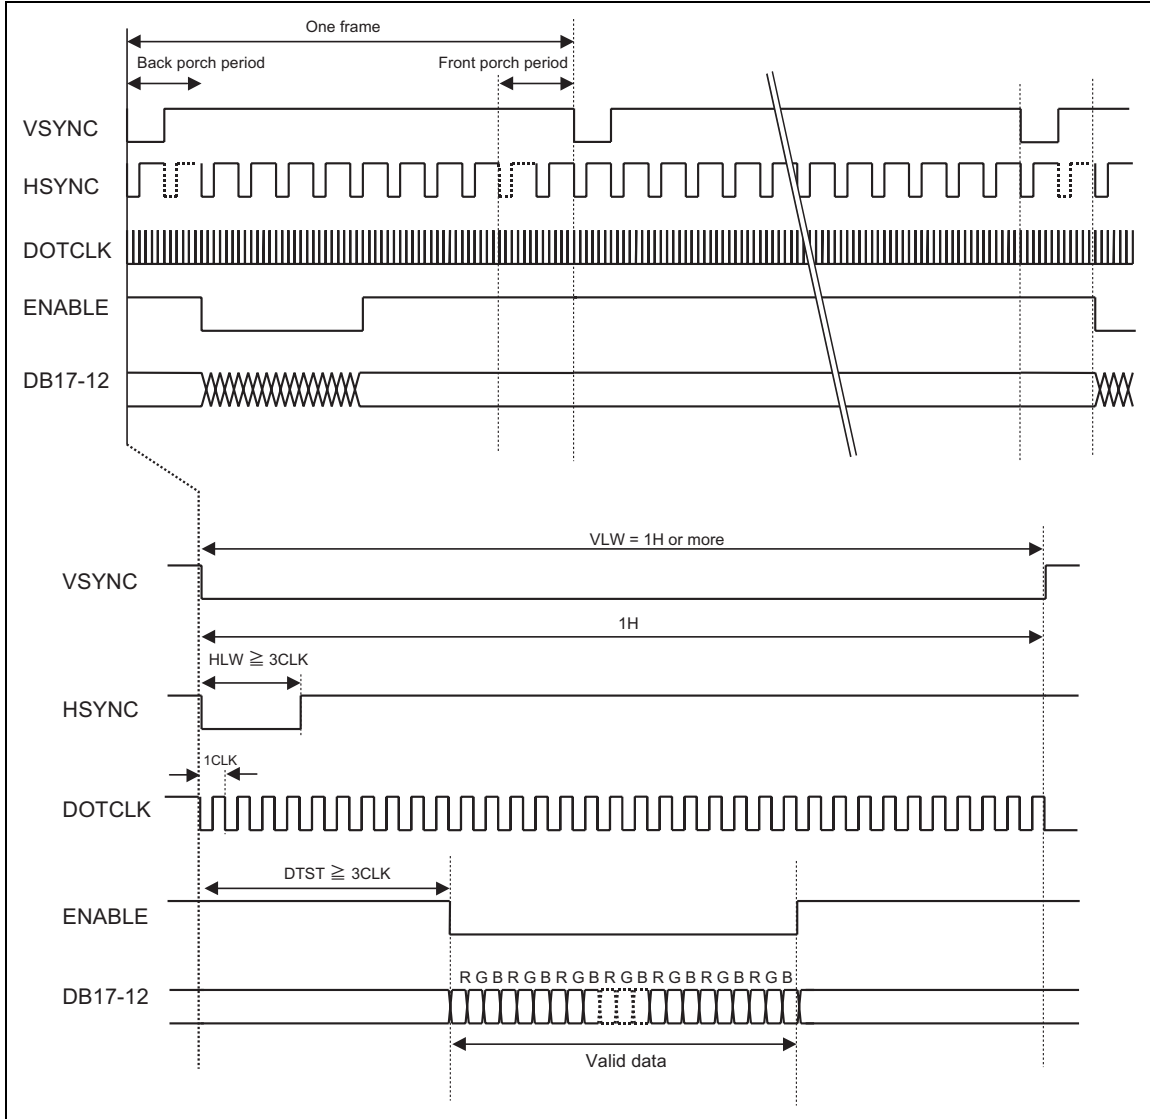 One frame
Back porch period
Front porch period
VSYNC
HSYNC
DOTCLK
ENABLE
DB17-12
VLW = 1H or more
VSYNC
1H
HLW ≧ 3CLK
HSYNC
1CLK
DOTCLK
DTST ≧ 3CLK
ENABLE
R G B R G B R G B R G B R G B R G B R G B
DB17-12
Valid data